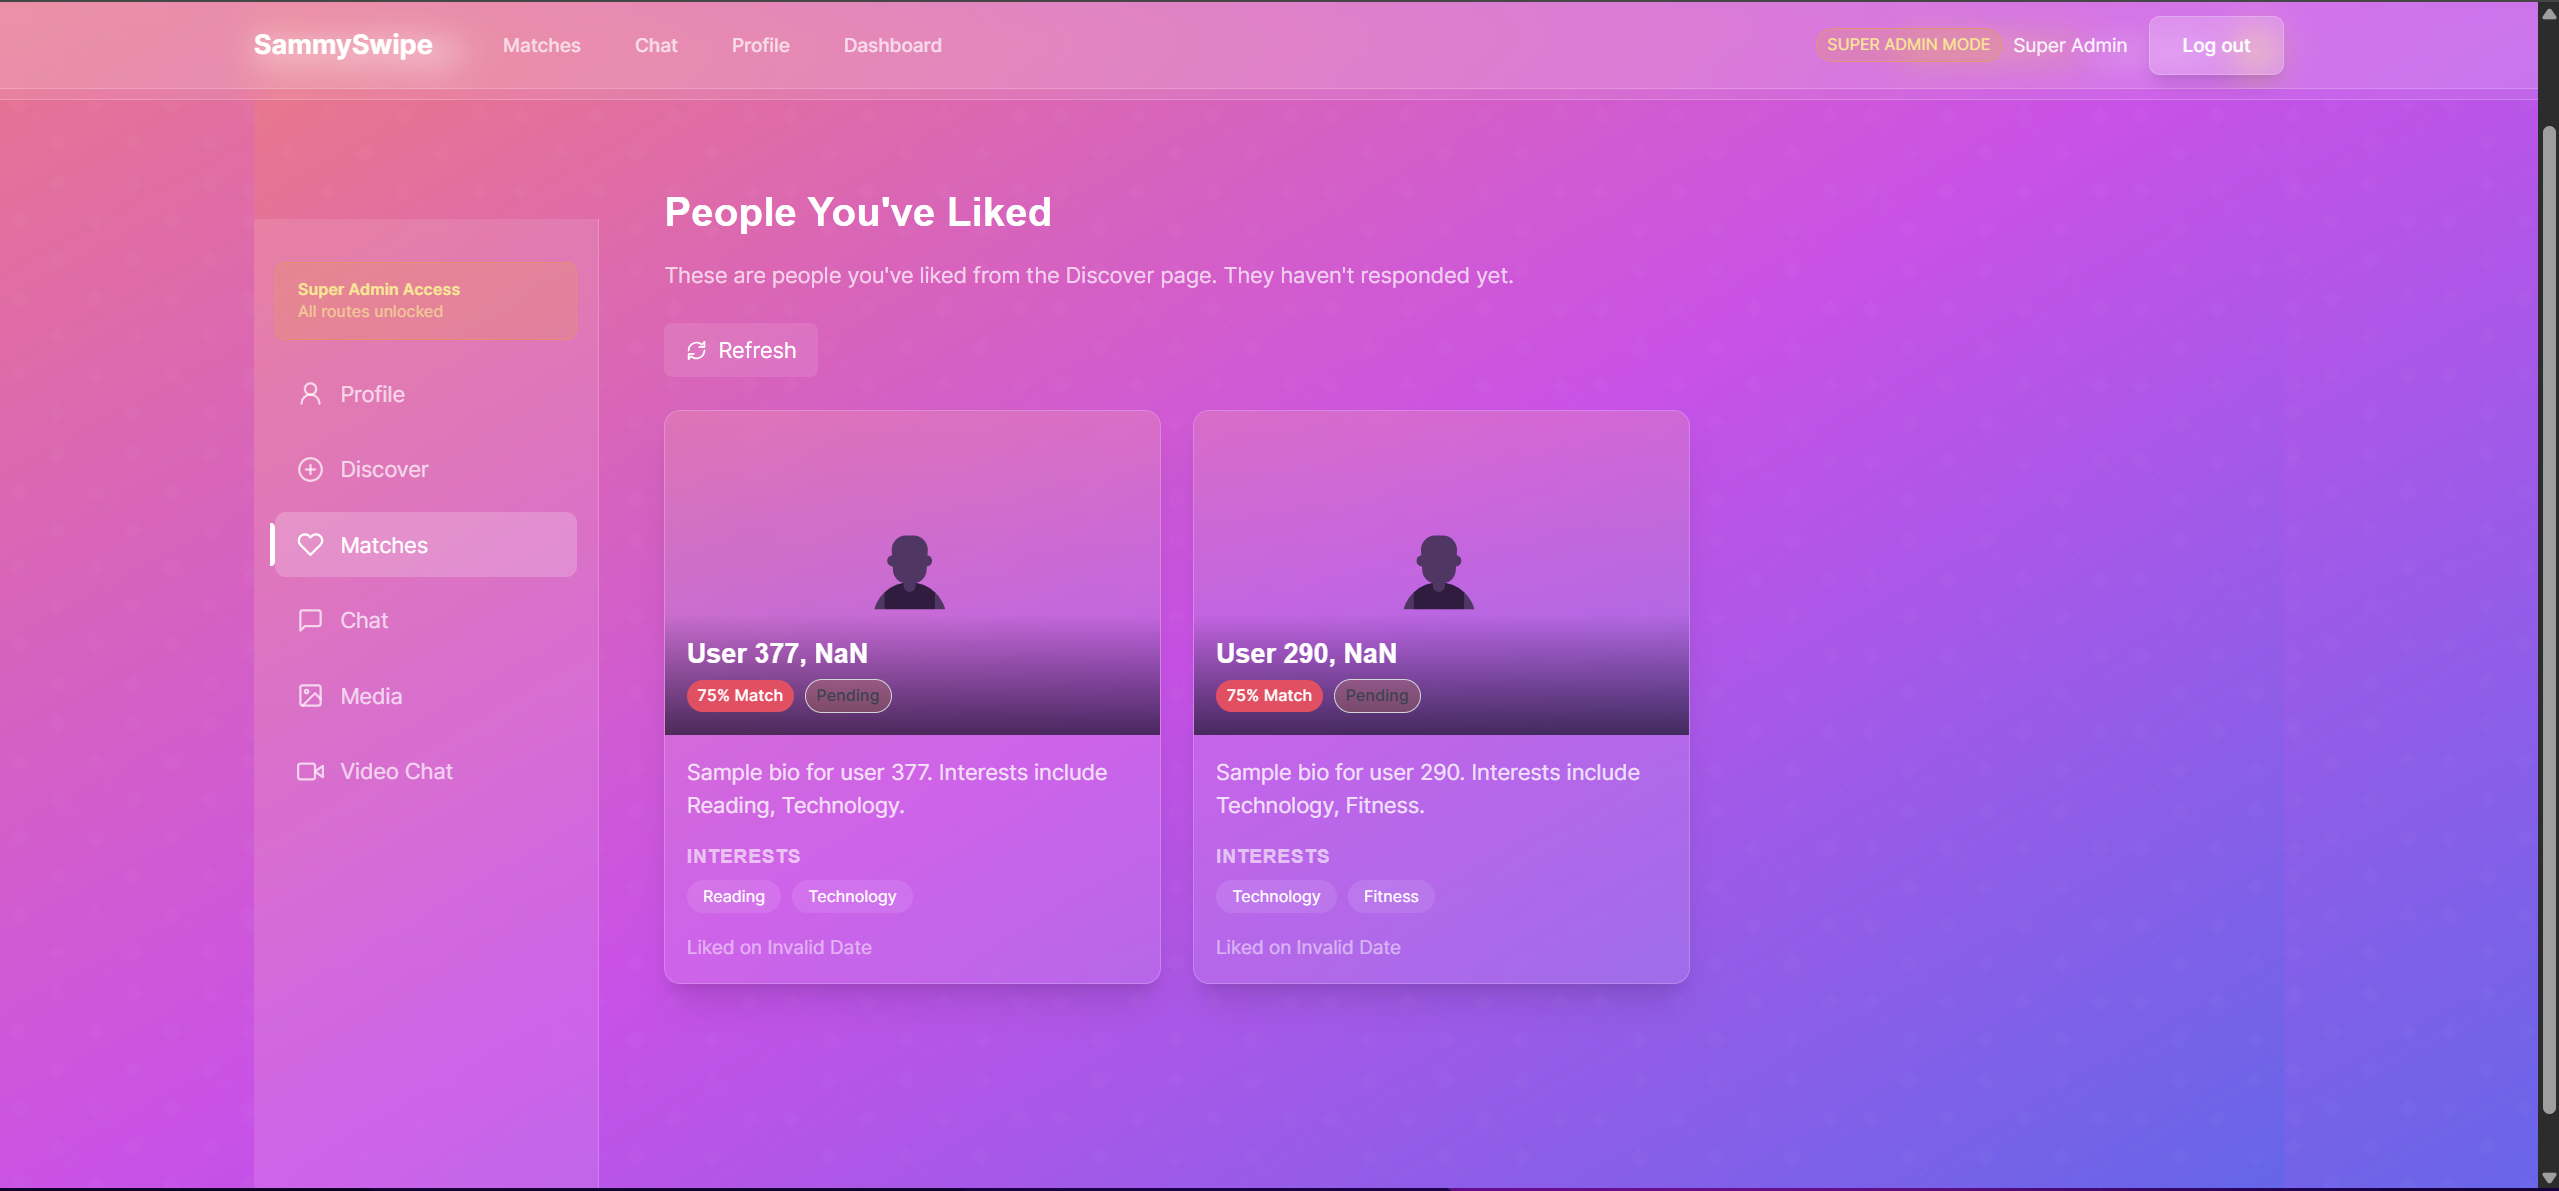 SammySwipe
Matches
Chat
Profile
Dashboard
SUPER ADMIN MODE
Super Admin
Log out
Super Admin Access
All routes unlocked
Profile
Discover
Matches
Chat
Media
Video Chat
People You've Liked
These are people you've liked from the Discover page. They haven't responded yet.
Refresh
User 377, NaN
75% Match
Pending
Sample bio for user 377. Interests include
Reading, Technology.
INTERESTS
Reading
Technology
Liked on Invalid Date
User 290, NaN
75% Match
Pending
Sample bio for user 290. Interests include
Technology, Fitness.
INTERESTS
Technology
Fitness
Liked on Invalid Date